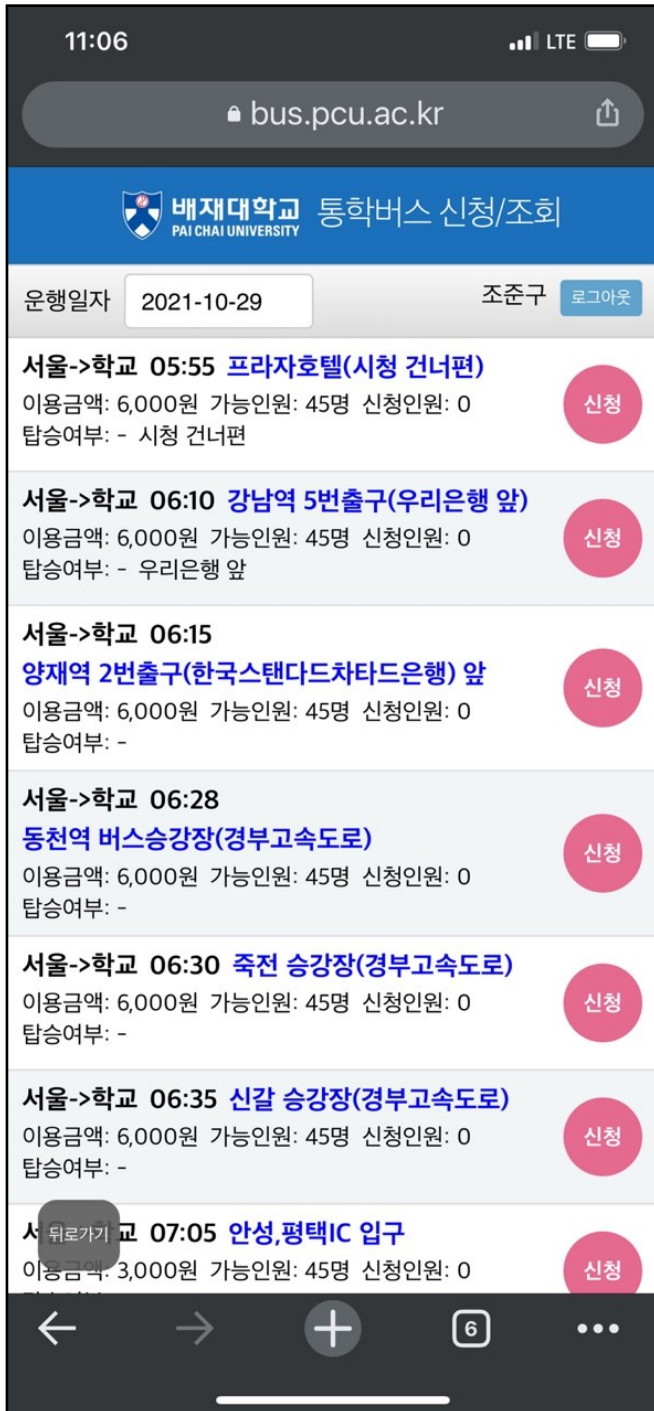 11:06 LTE
bus.pcu.ac.kr
배재대학교 통학버스 신청/조회
PAI CHAI UNIVERSITY
운행일자 2021-10-29 조준구 로그아웃
서울->학교 05:55 프라자호텔(시청 건너편)
이용금액: 6,000원 가능인원: 45명 신청인원: 0 신청
탑승여부: - 시청 건너편
서울->학교 06:10 강남역 5번출구(우리은행 앞)
이용금액: 6,000원 가능인원: 45명 신청인원: 0 신청
탑승여부: - 우리은행 앞
서울->학교 06:15
양재역 2번출구(한국스탠다드차타드은행) 앞 신청
이용금액: 6,000원 가능인원: 45명 신청인원: 0
탑승여부: -
서울->학교 06:28
동천역 버스승강장(경부고속도로) 신청
이용금액: 6,000원 가능인원: 45명 신청인원: 0
탑승여부: -
서울->학교 06:30 죽전 승강장(경부고속도로)
이용금액: 6,000원 가능인원: 45명 신청인원: 0 신청
탑승여부: -
서울->학교 06:35 신갈 승강장(경부고속도로)
이용금액: 6,000원 가능인원: 45명 신청인원: 0 신청
탑승여부: -
뒤로가기 07:05 안성,평택IC 입구
이용금액: 3,000원 가능인원: 45명 신청인원: 0 신청
6